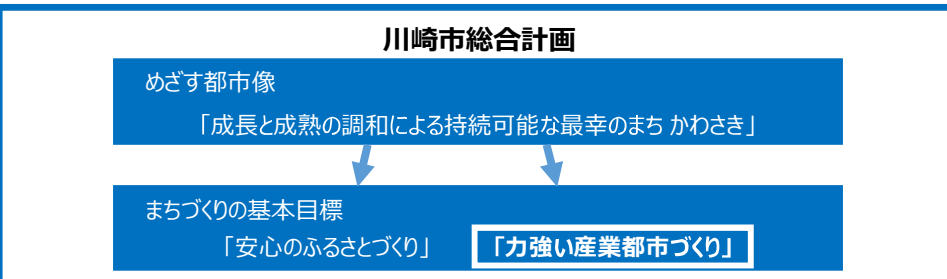 川崎市総合計画
めざす都市像
「成長と成熟の調和による持続可能な最幸のまち かわさき」
まちづくりの基本目標
「安心のふるさとづくり」 「力強い産業都市づくり」